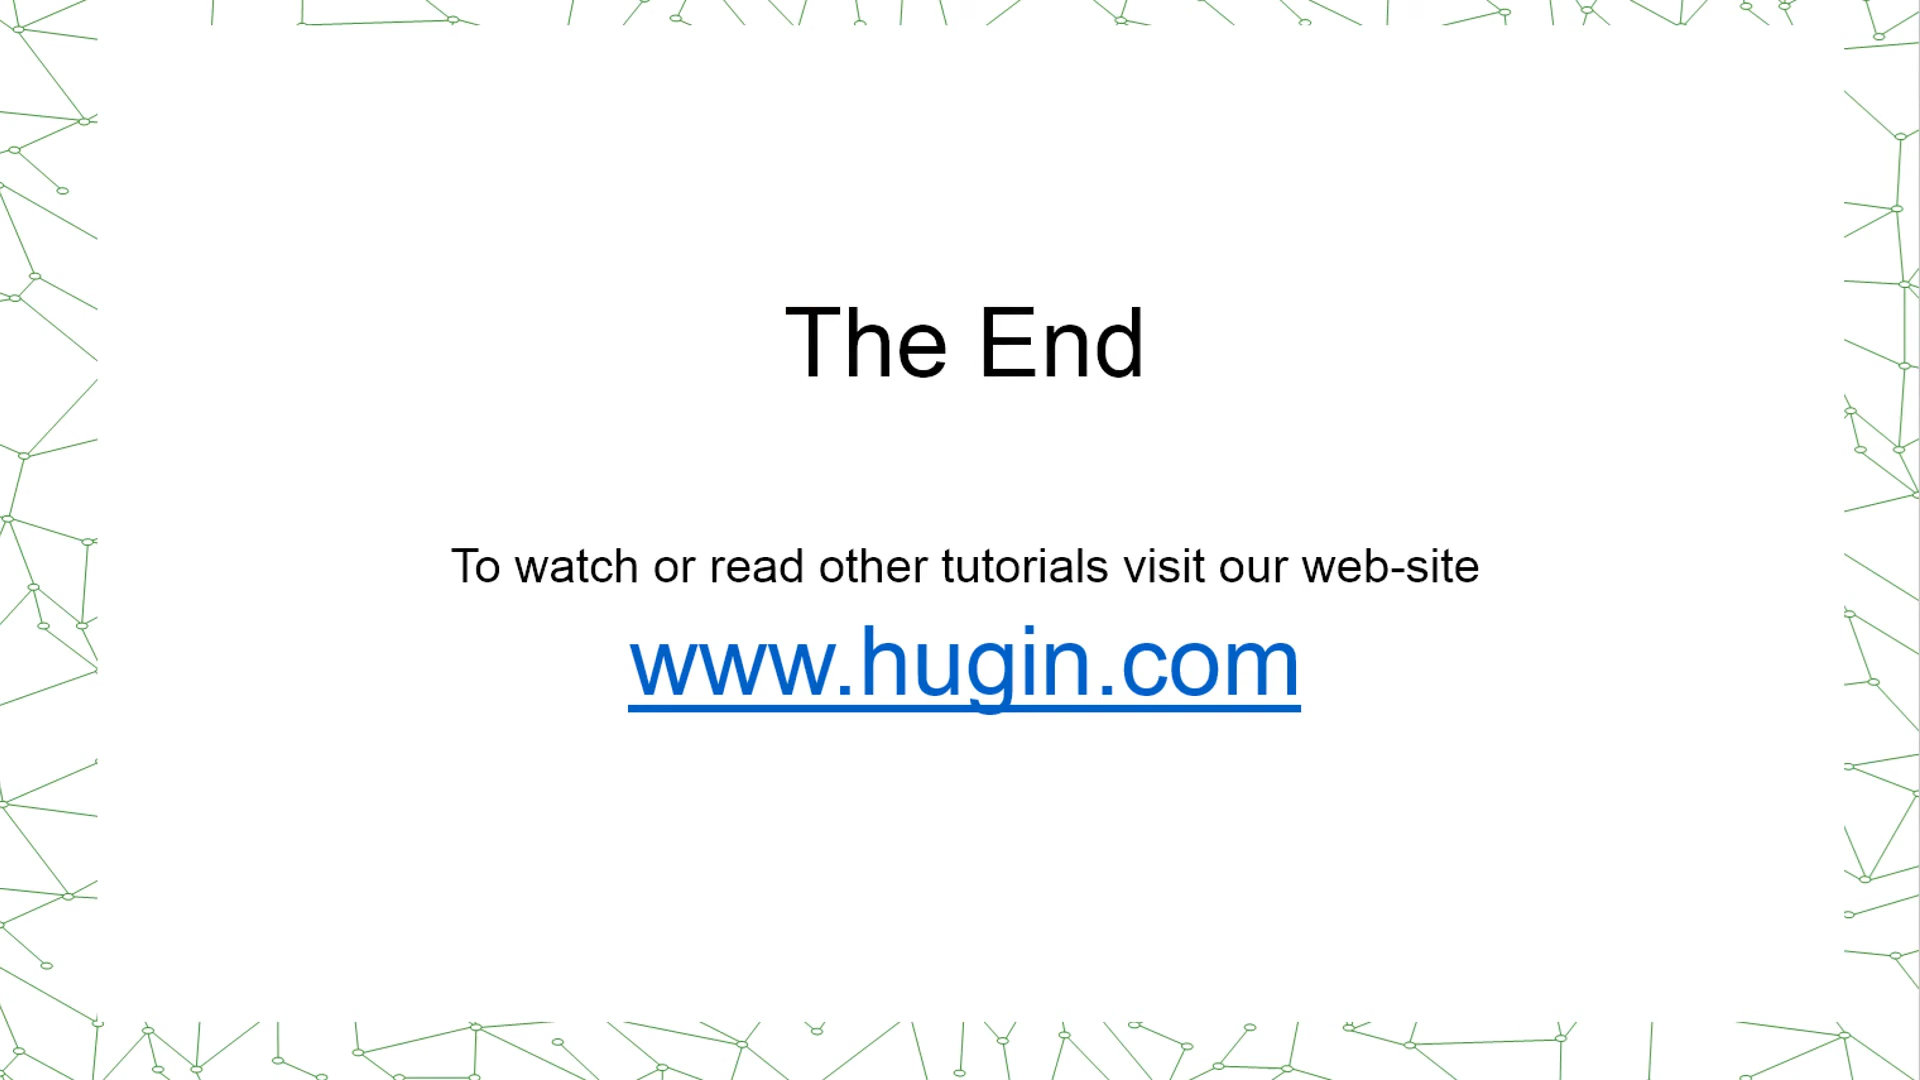 The End
To watch or read other tutorials visit our web-site
www.hugin.com